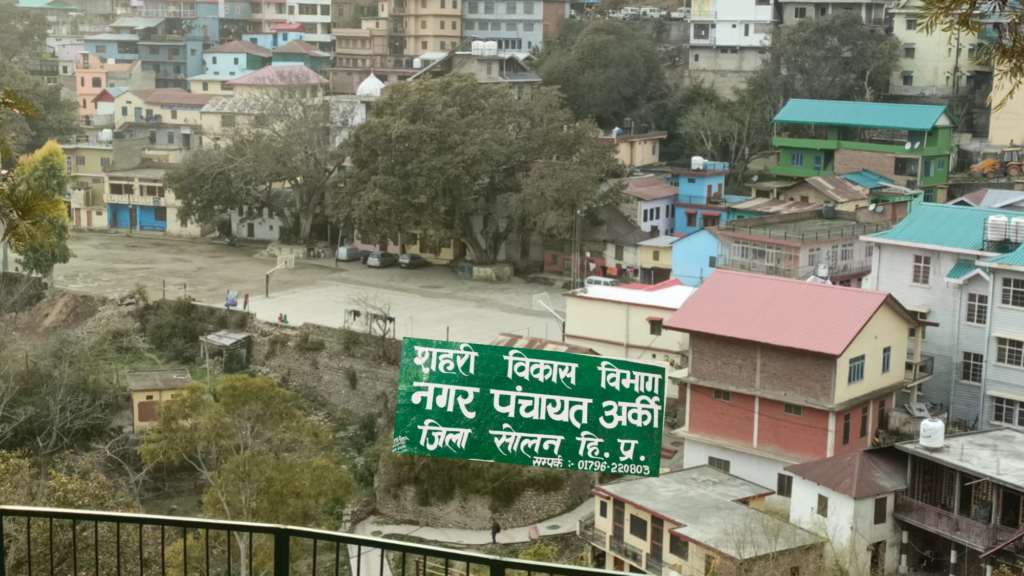 शहरी विकास विभाग
नगर पंचायत अर्की
जिला सोलन हि. प्र.
सम्पर्क :- 01796-220803